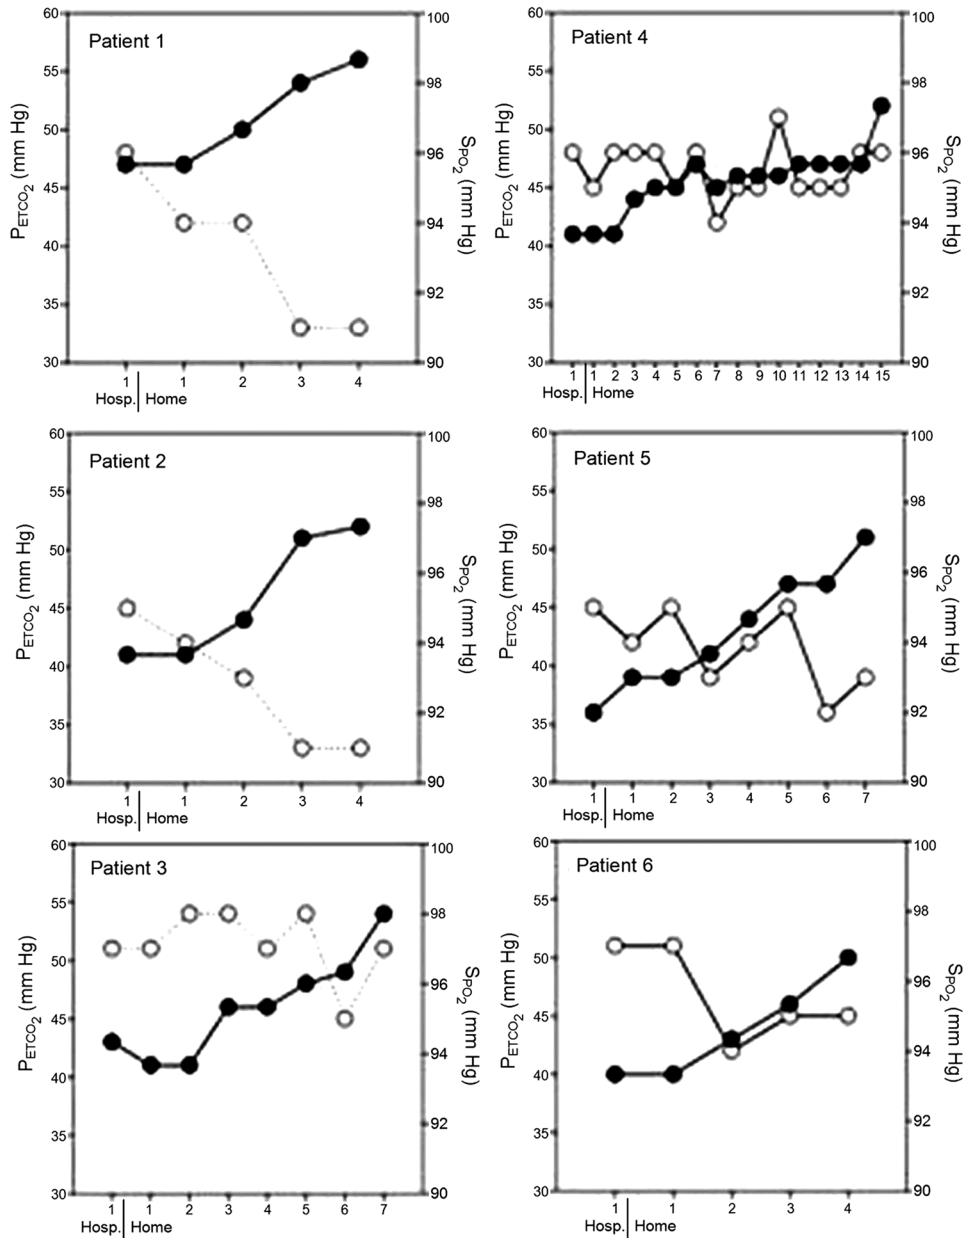 Patient 1
60
55
50
45
40
35
30
PETCO2 (mm Hg)
100
98
96
94
92
90
SPO2 (mm Hg)
1 1 2 3 4
Hosp. Home
Patient 4
60
55
50
45
40
35
30
PETCO2 (mm Hg)
100
98
96
94
92
90
SPO2 (mm Hg)
1 1 2 3 4 5 6 7 8 9 10 11 12 13 14 15
Hosp. Home
Patient 2
60
55
50
45
40
35
30
PETCO2 (mm Hg)
100
98
96
94
92
90
SPO2 (mm Hg)
1 1 2 3 4
Hosp. Home
Patient 5
60
55
50
45
40
35
30
PETCO2 (mm Hg)
100
98
96
94
92
90
SPO2 (mm Hg)
1 1 2 3 4 5 6 7
Hosp. Home
Patient 3
60
55
50
45
40
35
30
PETCO2 (mm Hg)
100
98
96
94
92
90
SPO2 (mm Hg)
1 1 2 3 4 5 6 7
Hosp. Home
Patient 6
60
55
50
45
40
35
30
PETCO2 (mm Hg)
100
98
96
94
92
90
SPO2 (mm Hg)
1 1 2 3 4
Hosp. Home